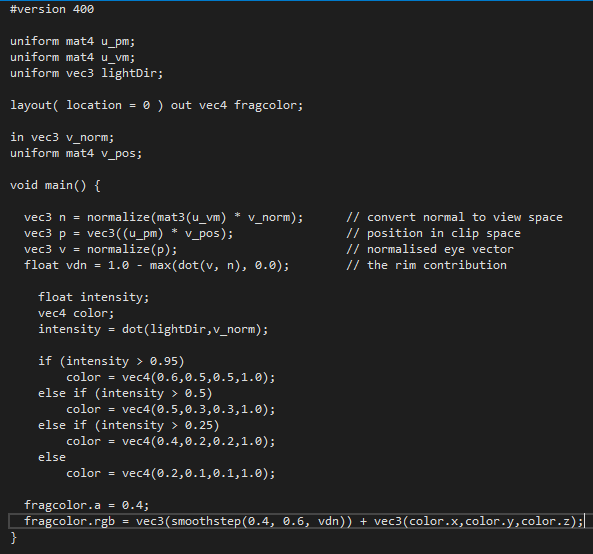 #version 400
uniform mat4 u_pm;
uniform mat4 u_vm;
uniform vec3 lightDir;
layout( location = 0 ) out vec4 fragcolor;
in vec3 v_norm;
uniform mat4 v_pos;
void main() {
vec3 n = normalize(mat3(u_vm) * v_norm); // convert normal to view space
vec3 p = vec3((u_pm) * v_pos); // position in clip space
vec3 v = normalize(p); // normalised eye vector
float vdn = 1.0 - max(dot(v, n), 0.0); // the rim contribution
float intensity;
vec4 color;
intensity = dot(lightDir,v_norm);
if (intensity > 0.95)
color = vec4(0.6,0.5,0.5,1.0);
else if (intensity > 0.5)
color = vec4(0.5,0.3,0.3,1.0);
else if (intensity > 0.25)
color = vec4(0.4,0.2,0.2,1.0);
else
color = vec4(0.2,0.1,0.1,1.0);
fragcolor.a = 0.4;
fragcolor.rgb = vec3(smoothstep(0.4, 0.6, vdn)) + vec3(color.x,color.y,color.z);
}